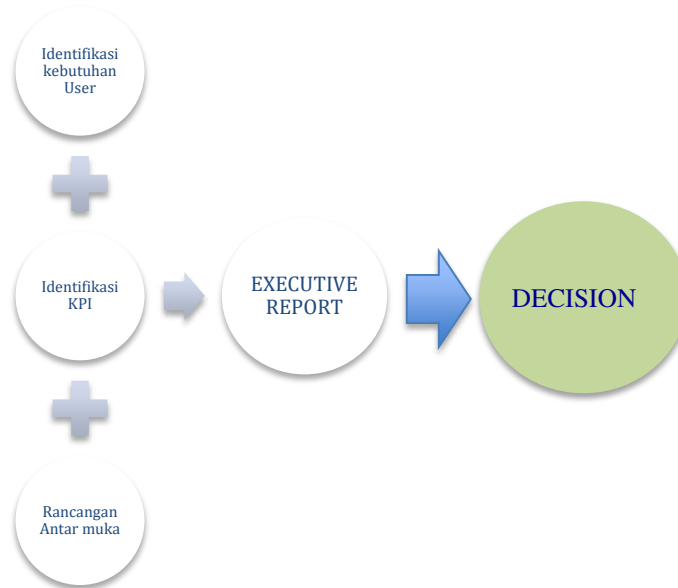 Identifikasi
kebutuhan
User
Identifikasi
KPI
Rancangan
Antar muka
EXECUTIVE
REPORT
DECISION